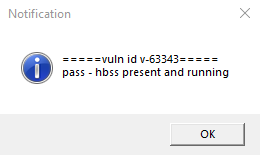 Notification
=====vuln id v-63343=====
pass - hbss present and running
OK